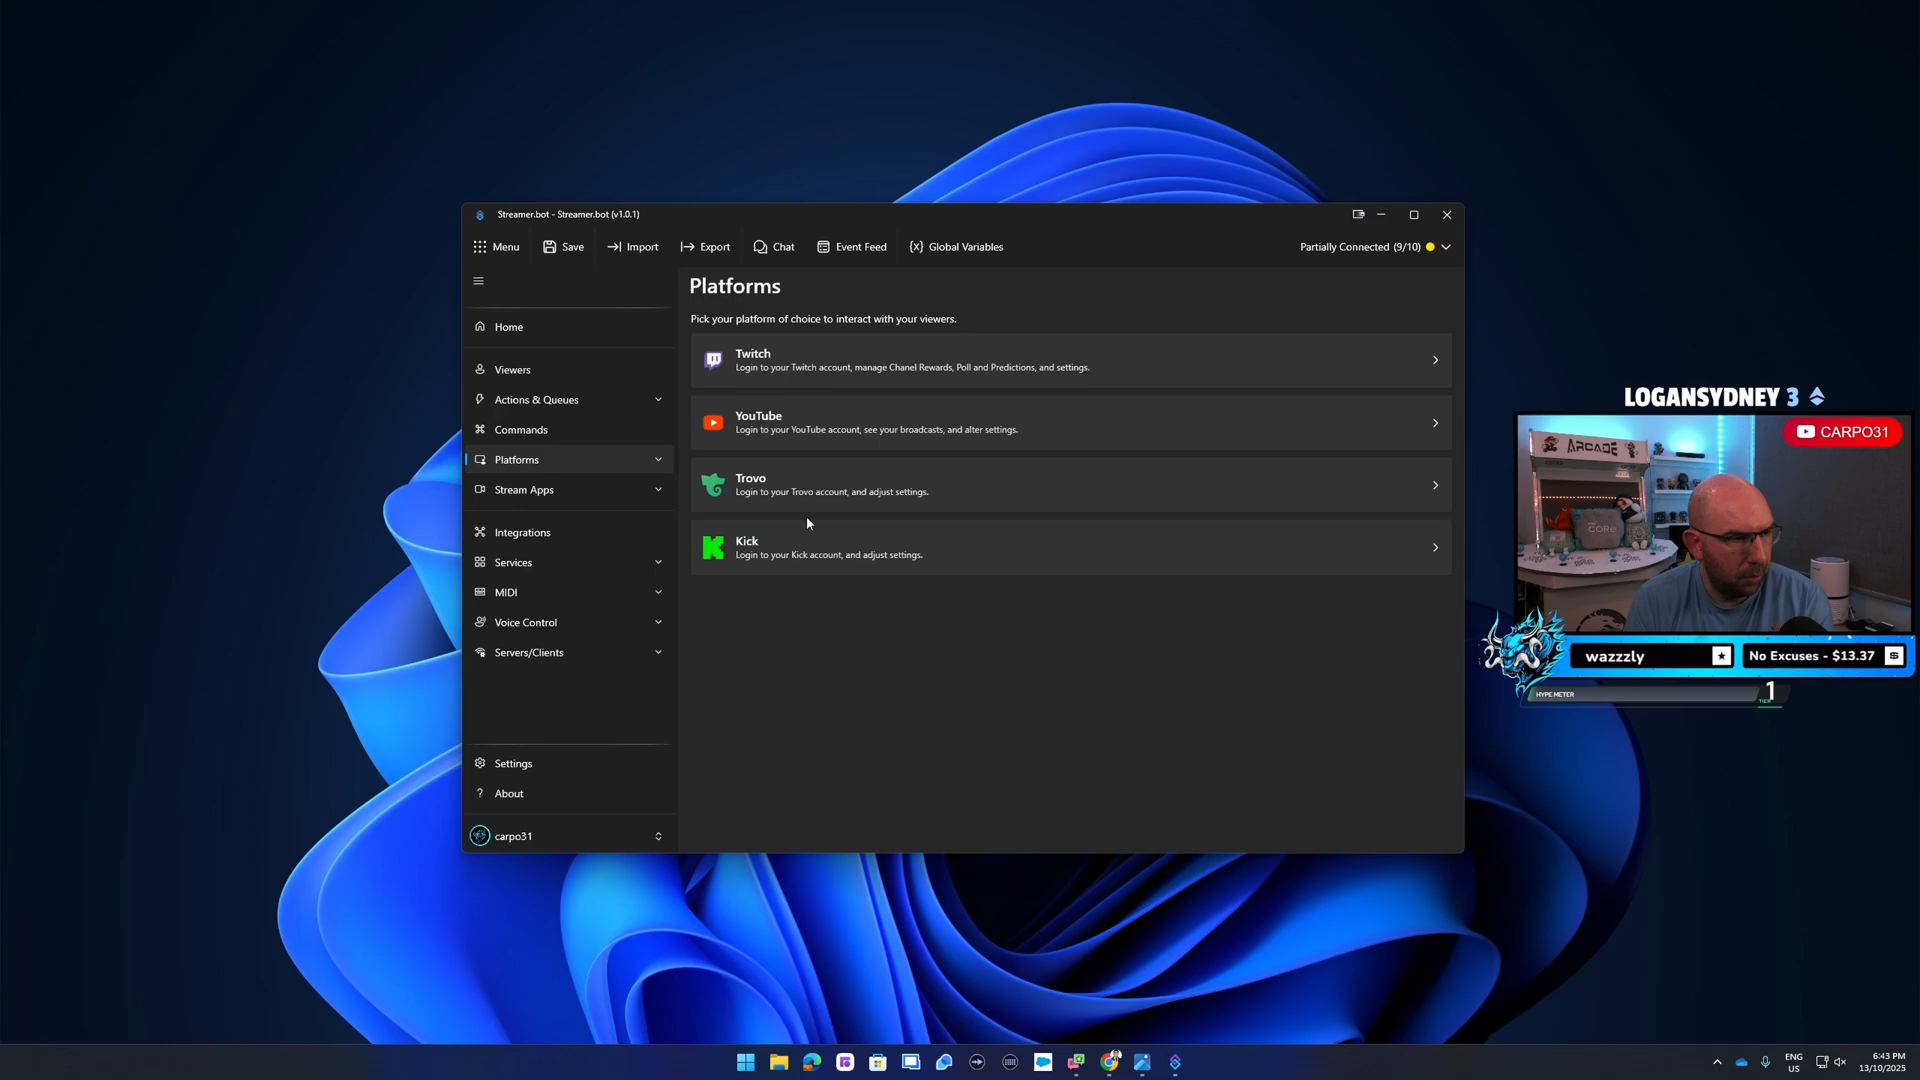 Streamer.bot - Streamer.bot (v1.0.1)
Menu
Save
Import
Export
Chat
Event Feed
Global Variables
Partially Connected (9/10)
Home
Viewers
Actions & Queues
Commands
Platforms
Stream Apps
Integrations
Services
MIDI
Voice Control
Servers/Clients
Settings
About
carpo31
Platforms
Pick your platform of choice to interact with your viewers.
Twitch
Login to your Twitch account, manage Chanel Rewards, Poll and Predictions, and settings.
YouTube
Login to your YouTube account, see your broadcasts, and alter settings.
Trovo
Login to your Trovo account, and adjust settings.
Kick
Login to your Kick account, and adjust settings.
LOGANSYDNEY 3
CARPO31
ARCADE
wazzzly
No Excuses - $13.37
HYPE METER
1
TIER
ENG
US
6:43 PM
13/10/2025